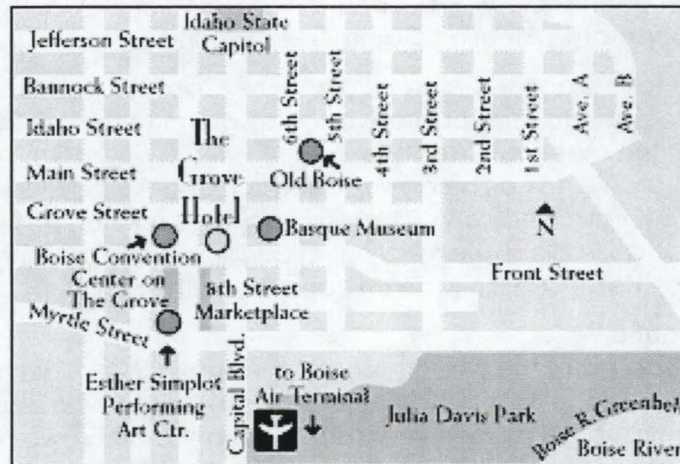 Idaho State
Capitol
Jefferson Street
Bannock Street
Idaho Street
Main Street
Grove Street
6th Street
5th Street
4th Street
3rd Street
2nd Street
1st Street
Ave. A
Ave. B
The
Grove
Hotel
Old Boise
Basque Museum
N
Boise Convention
Center on
The Grove
Front Street
8th Street
Marketplace
Myrtle Street
Esther Simplot
Performing
Art Ctr.
Capital Blvd.
to Boise
Air Terminal
Julia Davis Park
Boise R. Greenbelt
Boise River